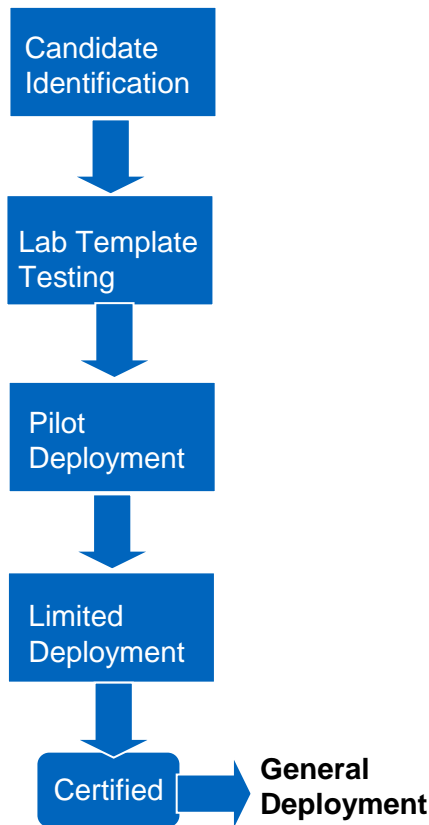 Candidate
Identification
Lab Template
Testing
Pilot
Deployment
Limited
Deployment
Certified
General
Deployment